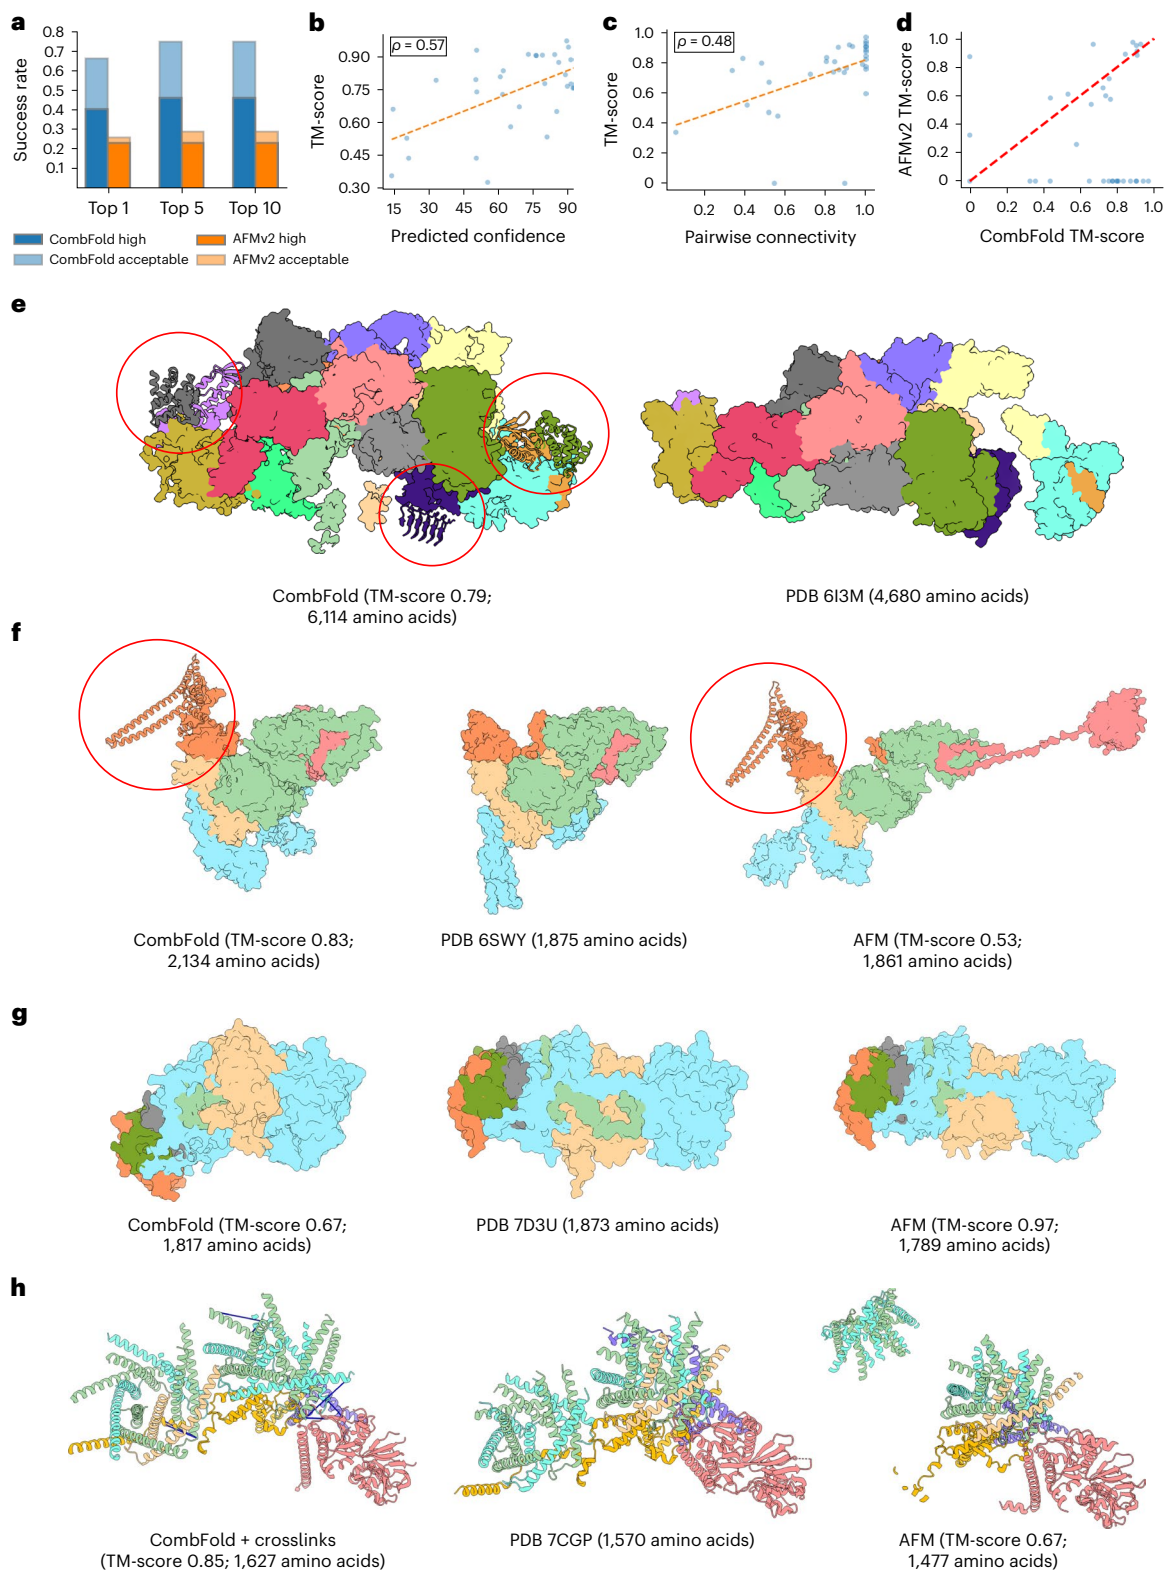 a
0.8
0.7
0.6
0.5
0.4
0.3
0.2
0.1
Success rate
Top 1
Top 5
Top 10
CombFold high
AFMv2 high
CombFold acceptable
AFMv2 acceptable
b
ρ = 0.57
0.90
0.75
0.60
0.45
0.30
TM-score
15
30
45
60
75
90
Predicted confidence
c
ρ = 0.48
1.0
0.8
0.6
0.4
0.2
0
TM-score
0.2
0.4
0.6
0.8
1.0
Pairwise connectivity
d
1.0
0.8
0.6
0.4
0.2
0
AFMv2 TM-score
0
0.2
0.4
0.6
0.8
1.0
CombFold TM-score
e
CombFold (TM-score 0.79;
6,114 amino acids)
PDB 6I3M (4,680 amino acids)
f
CombFold (TM-score 0.83;
2,134 amino acids)
PDB 6SWY (1,875 amino acids)
AFM (TM-score 0.53;
1,861 amino acids)
g
CombFold (TM-score 0.67;
1,817 amino acids)
PDB 7D3U (1,873 amino acids)
AFM (TM-score 0.97;
1,789 amino acids)
h
CombFold + crosslinks
(TM-score 0.85; 1,627 amino acids)
PDB 7CGP (1,570 amino acids)
AFM (TM-score 0.67;
1,477 amino acids)